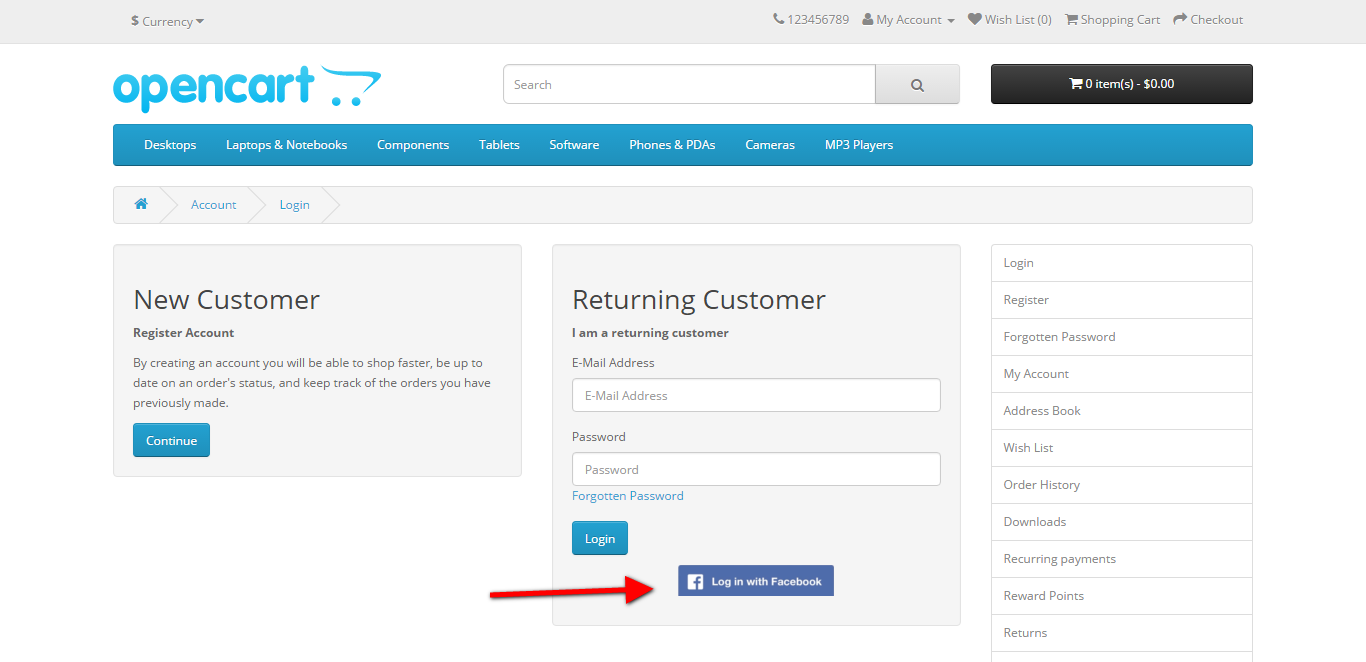 $ Currency
123456789 My Account Wish List (0) Shopping Cart Checkout
opencart
Search
0 item(s) - $0.00
Desktops Laptops & Notebooks Components Tablets Software Phones & PDAs Cameras MP3 Players
Account Login
New Customer
Register Account
By creating an account you will be able to shop faster, be up to
date on an order's status, and keep track of the orders you have
previously made.
Continue
Returning Customer
I am a returning customer
E-Mail Address
E-Mail Address
Password
Password
Forgotten Password
Login
Log in with Facebook
Login
Register
Forgotten Password
My Account
Address Book
Wish List
Order History
Downloads
Recurring payments
Reward Points
Returns